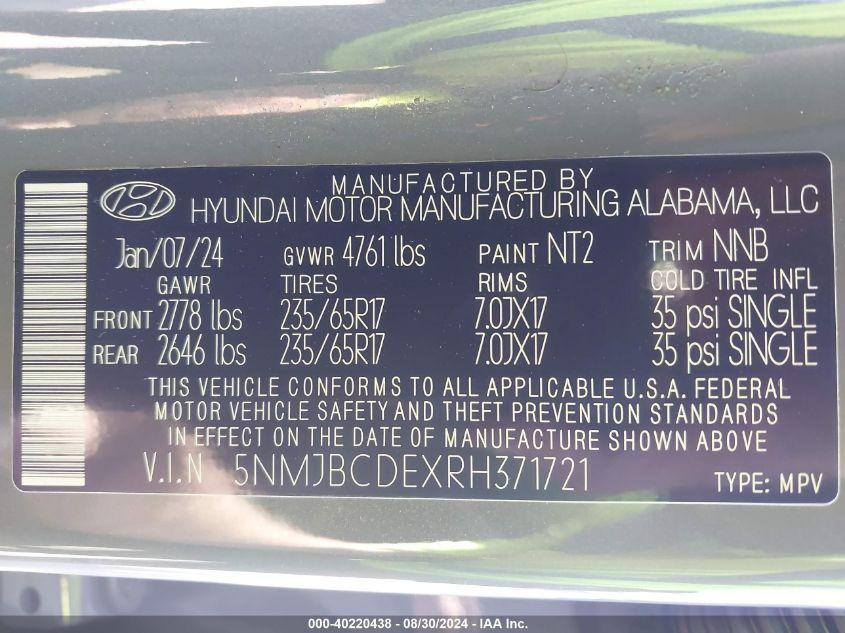 MANUFACTURED BY
HYUNDAI MOTOR MANUFACTURING ALABAMA, LLC
Jan/07/24 GVWR 4761 lbs PAINT NT2 TRIM NNB
GAWR TIRES RIMS COLD TIRE INFL
FRONT 2778 lbs 235/65R17 7.0JX17 35 psi SINGLE
REAR 2646 lbs 235/65R17 7.0JX17 35 psi SINGLE
THIS VEHICLE CONFORMS TO ALL APPLICABLE U.S.A. FEDERAL
MOTOR VEHICLE SAFETY AND THEFT PREVENTION STANDARDS
IN EFFECT ON THE DATE OF MANUFACTURE SHOWN ABOVE.
V.I.N 5NMJBCDEXRH371721 TYPE: MPV
000-40220438 - 08/30/2024 - IAA Inc.